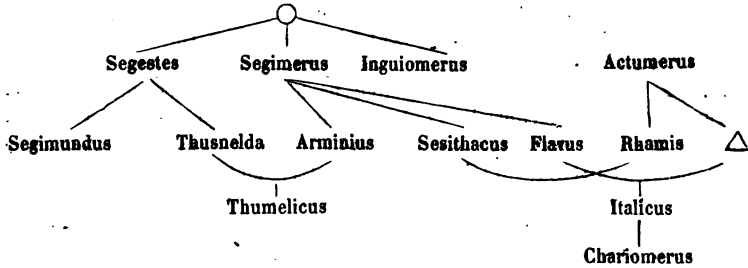 Segestes Segimerus Inguiomerus Actumerus
Segimundus Thusnelda Arminius Sesithacus Flavus Rhamis
Thumelicus Italicus
Chariomerus